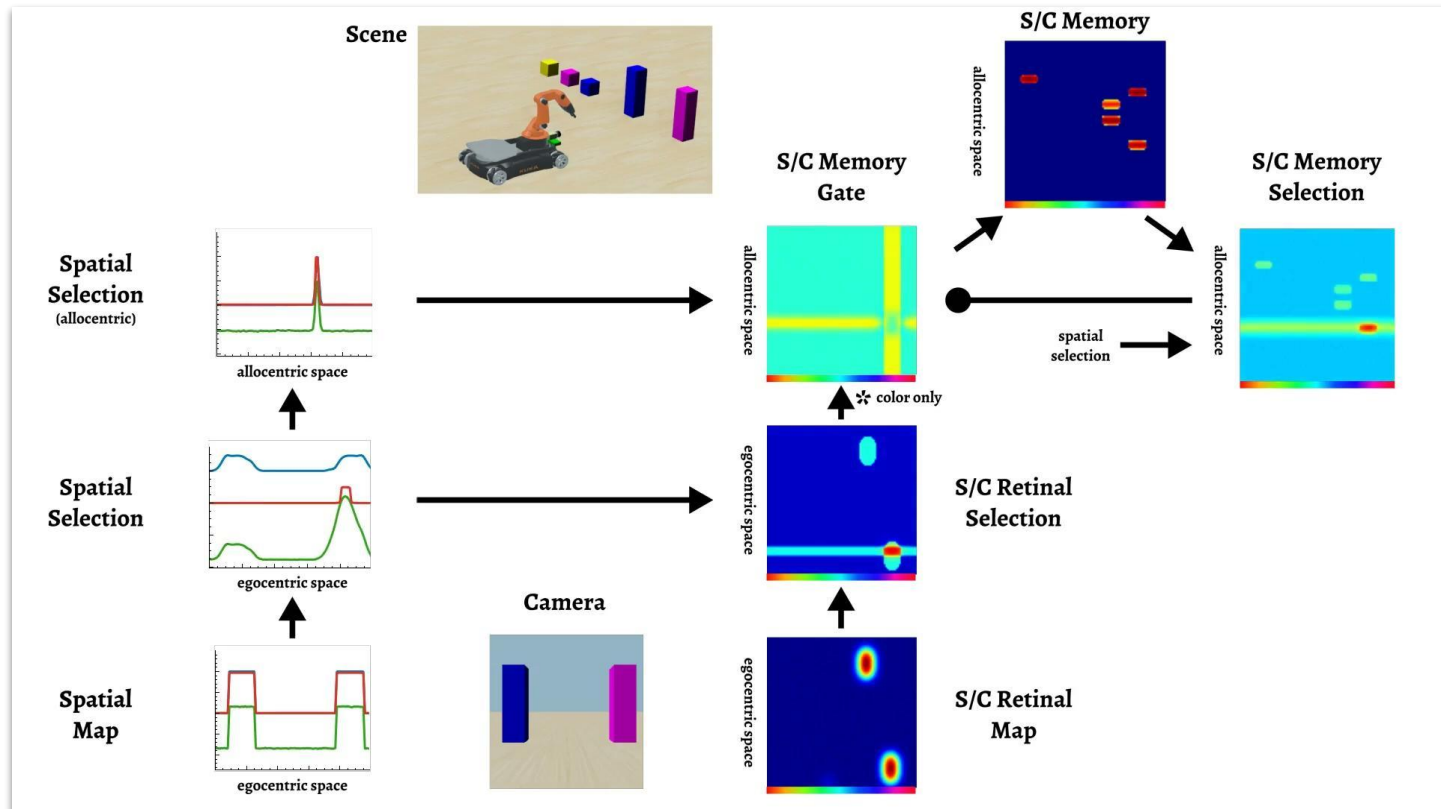 Scene
S/C Memory
allocentric space
S/C Memory
Gate
S/C Memory
Selection
Spatial
Selection
(allocentric)
allocentric space
allocentric space
allocentric space
spatial
selection
* color only
Spatial
Selection
egocentric space
egocentric space
S/C Retinal
Selection
Camera
Spatial
Map
egocentric space
egocentric space
S/C Retinal
Map